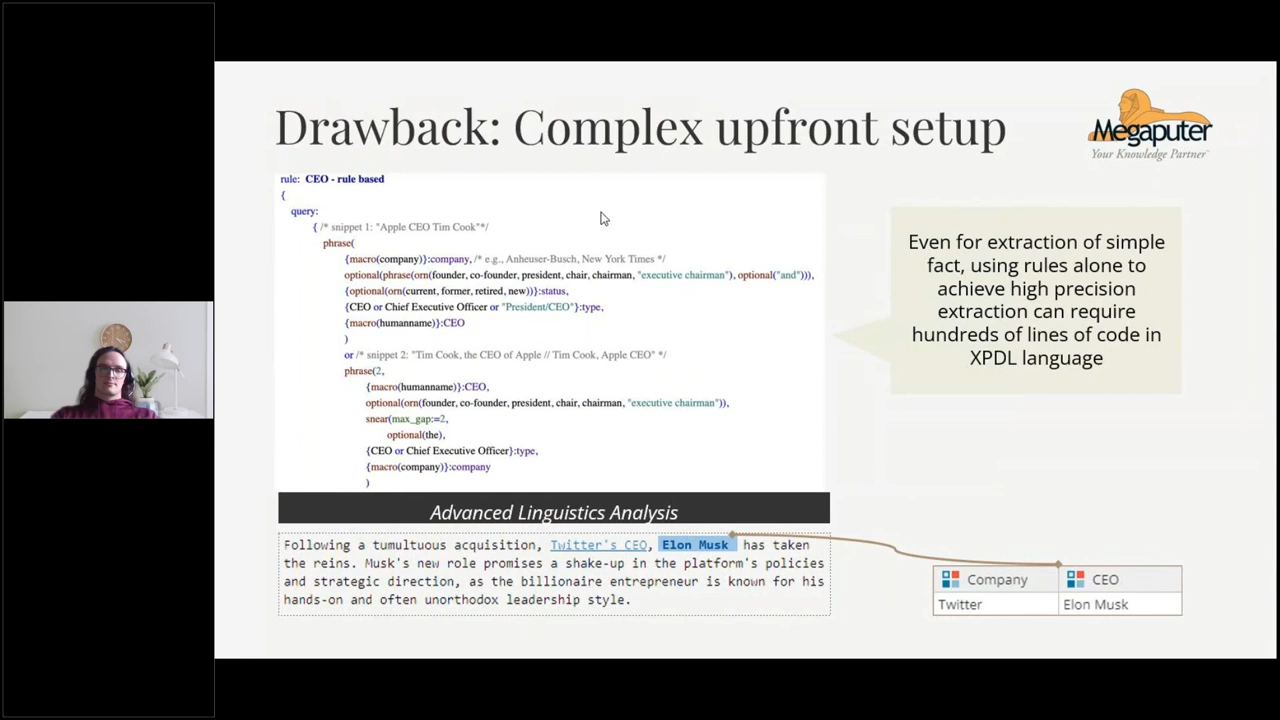 Drawback: Complex upfront setup
Megaputer
Your Knowledge Partner™
rule: CEO - rule based
{
query:
{ /* snippet 1: "Apple CEO Tim Cook"*/
phrase(
{macro(company)}:company, /* e.g., Anheuser-Busch, New York Times */
optional(phrase(orn(founder, co-founder, president, chair, chairman, "executive chairman"), optional("and"))),
{optional(orn(current, former, retired, new))}:status,
{CEO or Chief Executive Officer or "President/CEO"}:type,
{macro(humanname)}:CEO
)
or /* snippet 2: "Tim Cook, the CEO of Apple // Tim Cook, Apple CEO" */
phrase(2,
{macro(humanname)}:CEO,
optional(orn(founder, co-founder, president, chair, chairman, "executive chairman")),
snear(max_gap:=2,
optional(the),
{CEO or Chief Executive Officer}:type,
{macro(company)}:company
)
Even for extraction of simple
fact, using rules alone to
achieve high precision
extraction can require
hundreds of lines of code in
XPDL language
Advanced Linguistics Analysis
Following a tumultuous acquisition, Twitter's CEO, Elon Musk has taken
the reins. Musk's new role promises a shake-up in the platform's policies
and strategic direction, as the billionaire entrepreneur is known for his
hands-on and often unorthodox leadership style.
Company CEO
Twitter Elon Musk